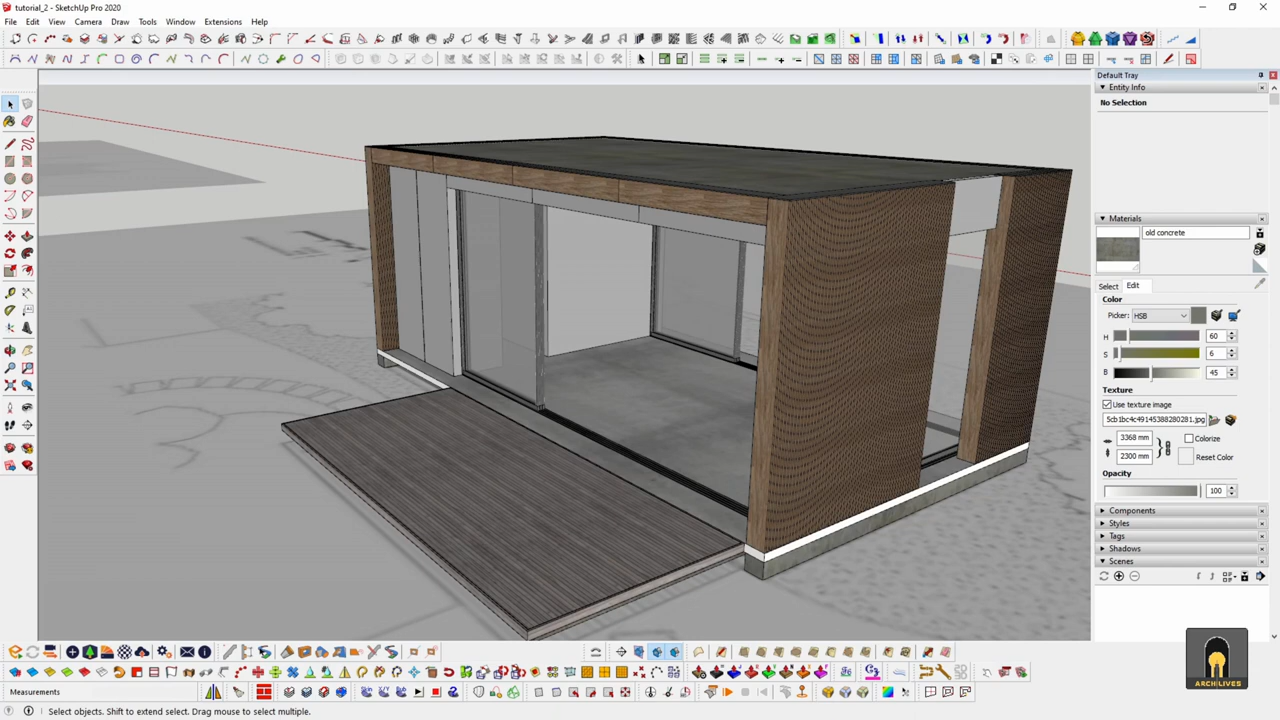 tutorial_2 - SketchUp Pro 2020
File Edit View Camera Draw Tools Window Extensions Help
Default Tray
Entity Info
No Selection
Materials
old concrete
Select Edit
Color
Picker: HSB
H 60
S 6
B 45
Texture
Use texture image
5cb1bc4c49145388280281.jpg
3368 mm Colorize
2300 mm Reset Color
Opacity
100
Components
Styles
Tags
Shadows
Scenes
ARCHILIVES
Measurements
Select objects. Shift to extend select. Drag mouse to select multiple.